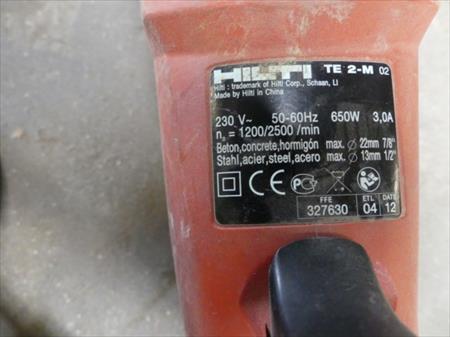 HILTI TE 2-M 02
Hilti : trademark of Hilti Corp., Schaan, LI
Made by Hilti in China
230 V~ 50-60Hz 650W 3,0A
n₀ = 1200/2500 /min
Beton,concrete,hormigón max. ⌀ 22mm 7/8"
Stahl,acier,steel,acero max. ⌀ 13mm 1/2"
CE
FFE ETL DATE
327630 04 12